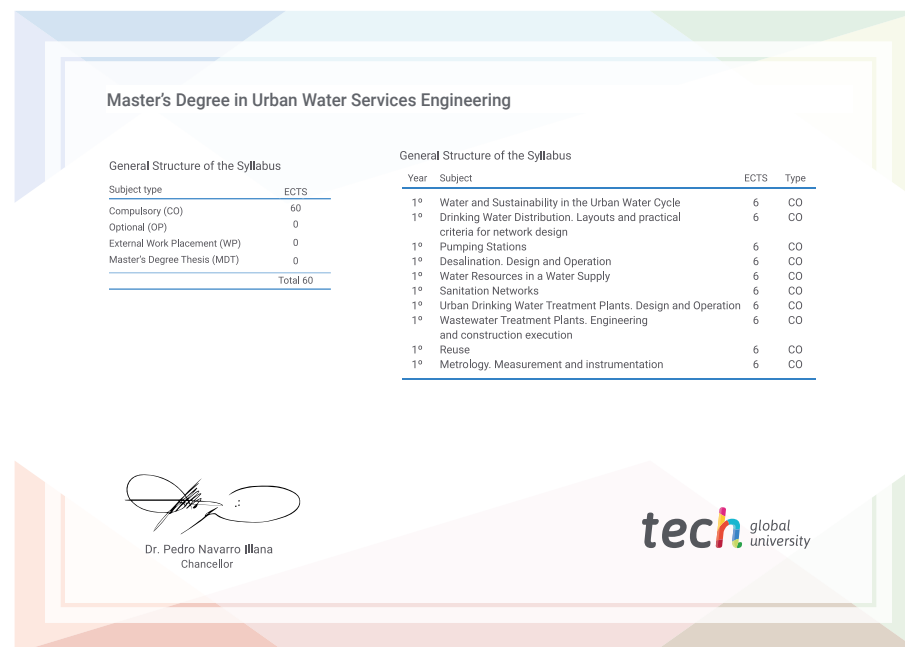 Master's Degree in Urban Water Services Engineering
General Structure of the Syllabus
Subject type ECTS
Compulsory (CO) 60
Optional (OP) 0
External Work Placement (WP) 0
Master's Degree Thesis (MDT) 0
Total 60
General Structure of the Syllabus
Year Subject ECTS Type
1º Water and Sustainability in the Urban Water Cycle 6 CO
1º Drinking Water Distribution. Layouts and practical 6 CO
criteria for network design
1º Pumping Stations 6 CO
1º Desalination. Design and Operation 6 CO
1º Water Resources in a Water Supply 6 CO
1º Sanitation Networks 6 CO
1º Urban Drinking Water Treatment Plants. Design and Operation 6 CO
1º Wastewater Treatment Plants. Engineering 6 CO
and construction execution
1º Reuse 6 CO
1º Metrology. Measurement and instrumentation 6 CO
Dr. Pedro Navarro Illana
Chancellor
tech global
university